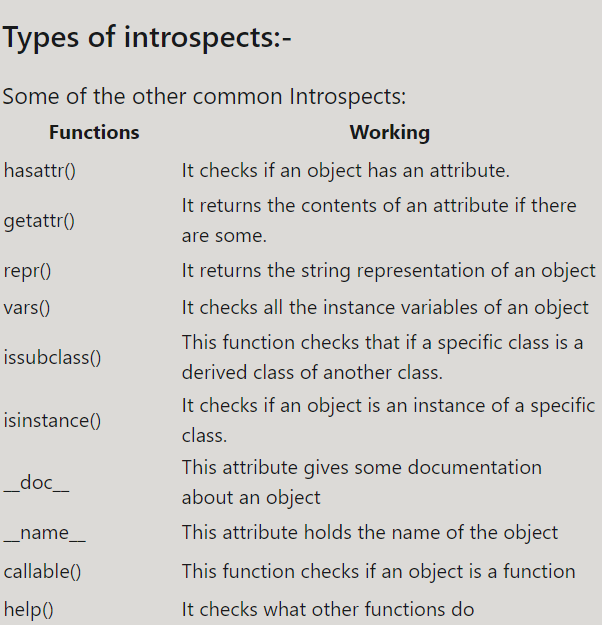 Types of introspects:-
Some of the other common Introspects:
Functions Working
hasattr() It checks if an object has an attribute.
getattr() It returns the contents of an attribute if there
are some.
repr() It returns the string representation of an object
vars() It checks all the instance variables of an object
issubclass() This function checks that if a specific class is a
derived class of another class.
isinstance() It checks if an object is an instance of a specific
class.
__doc__ This attribute gives some documentation
about an object
__name__ This attribute holds the name of the object
callable() This function checks if an object is a function
help() It checks what other functions do